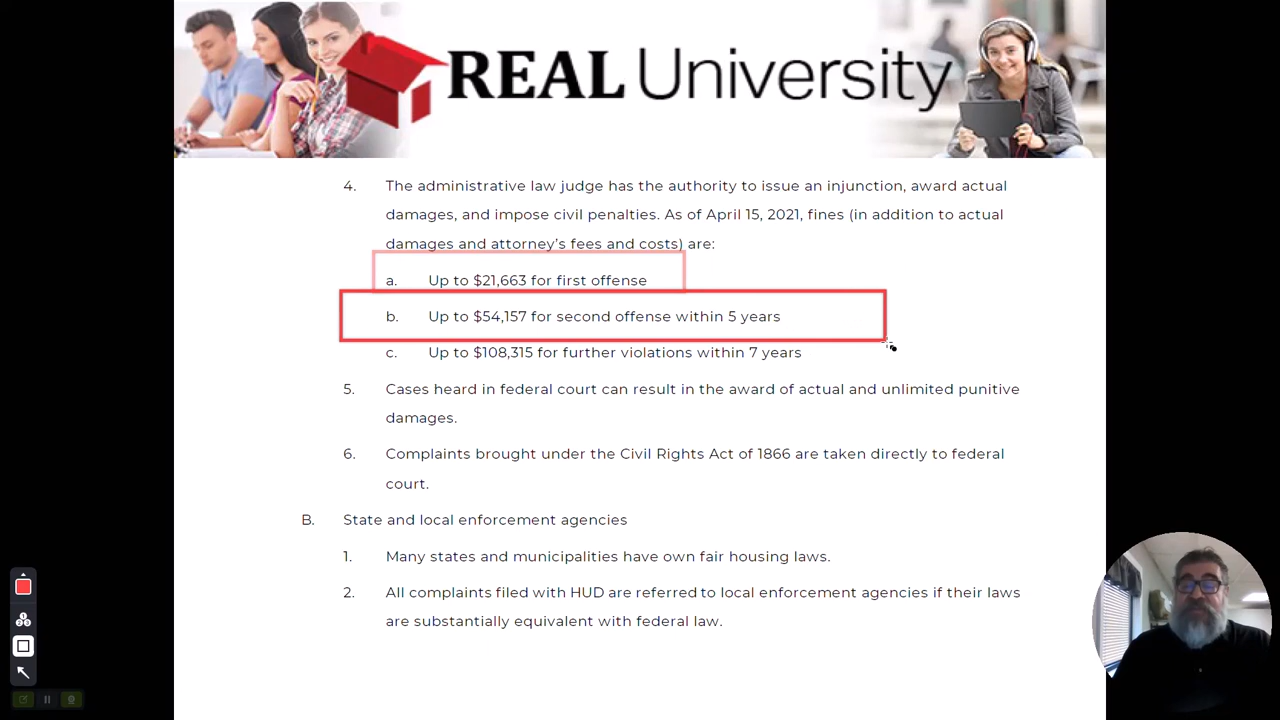 REAL University
4. The administrative law judge has the authority to issue an injunction, award actual
damages, and impose civil penalties. As of April 15, 2021, fines (in addition to actual
damages and attorney's fees and costs) are:
a. Up to $21,663 for first offense
b. Up to $54,157 for second offense within 5 years
c. Up to $108,315 for further violations within 7 years
5. Cases heard in federal court can result in the award of actual and unlimited punitive
damages.
6. Complaints brought under the Civil Rights Act of 1866 are taken directly to federal
court.
B. State and local enforcement agencies
1. Many states and municipalities have own fair housing laws.
2. All complaints filed with HUD are referred to local enforcement agencies if their laws
are substantially equivalent with federal law.